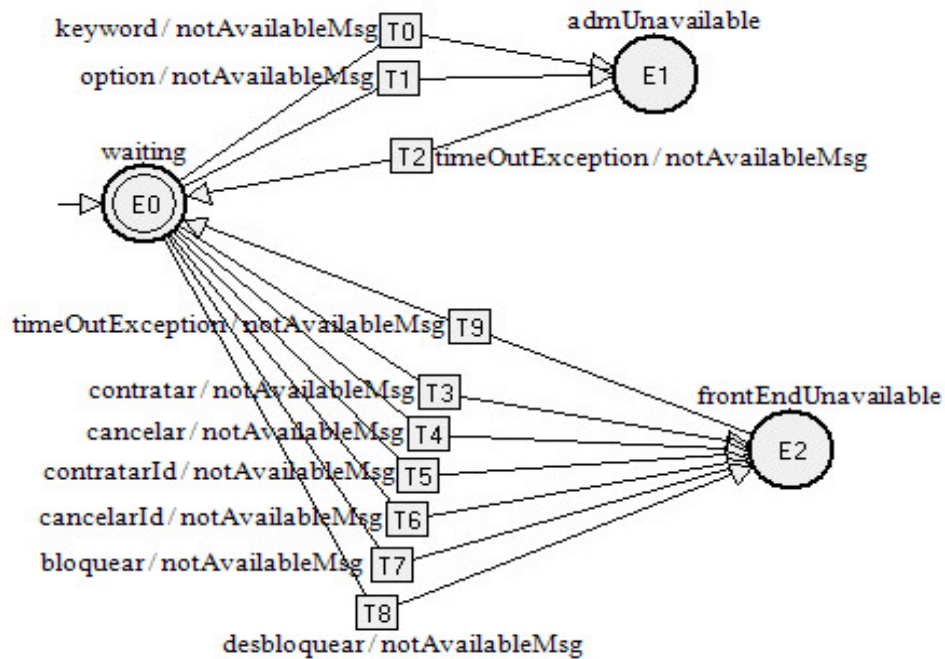 admUnavailable
keyword / notAvailableMsg T0
option / notAvailableMsg T1
E1
waiting
T2 timeOutException / notAvailableMsg
E0
timeOutException / notAvailableMsg T9
contratar / notAvailableMsg T3
frontEndUnavailable
cancelar / notAvailableMsg T4
E2
contratarId / notAvailableMsg T5
cancelarId / notAvailableMsg T6
bloquear / notAvailableMsg T7
T8
desbloquear / notAvailableMsg